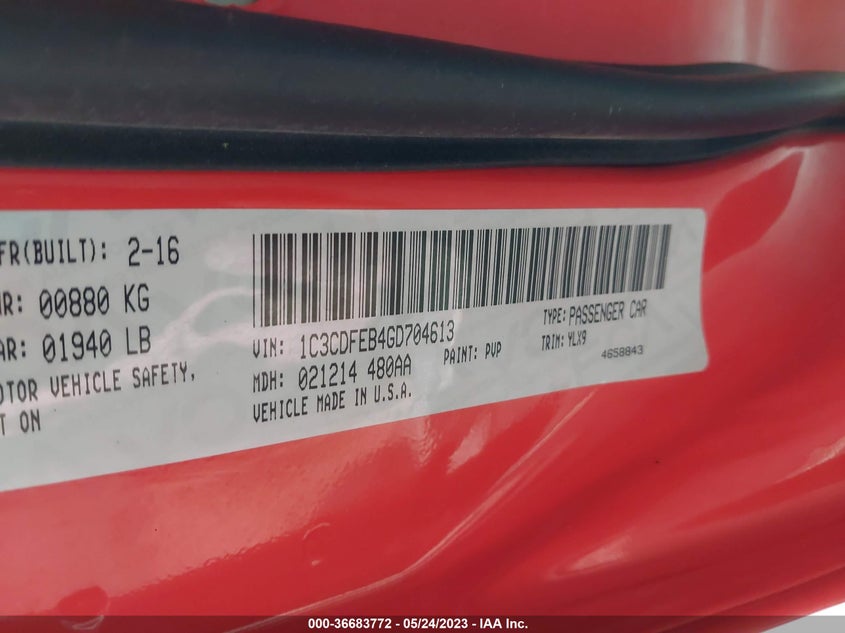 FR(BUILT): 2-16
R: 00880 KG
AR: 01940 LB
OTOR VEHICLE SAFETY,
T ON
VIN: 1C3CDFEB4GD704613
TYPE: PASSENGER CAR
MDH: 021214 480AA
PAINT: PVP
TRIM: YLX9
VEHICLE MADE IN U.S.A.
4658843
000-36683772 - 05/24/2023 - IAA Inc.